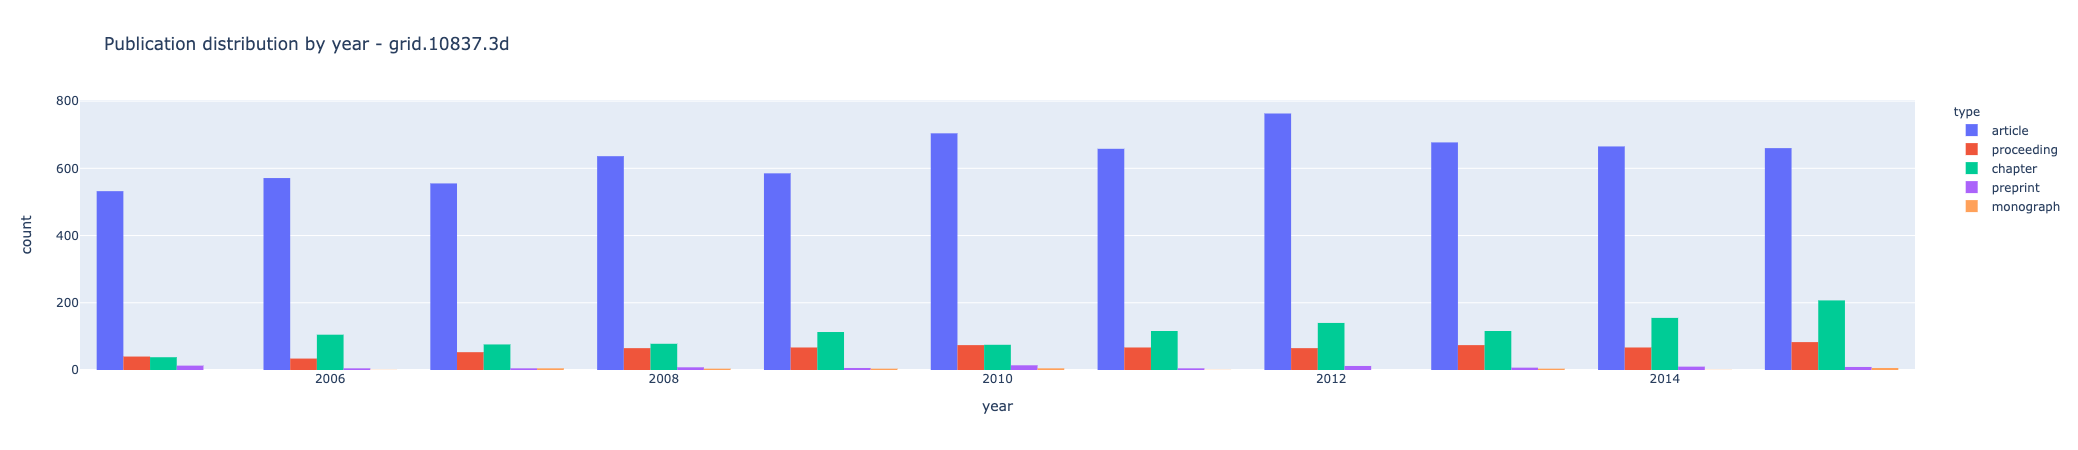 Publication distribution by year - grid.10837.3d
800
600
400
200
0
count
2006
2008
2010
2012
2014
year
type
article
proceeding
chapter
preprint
monograph